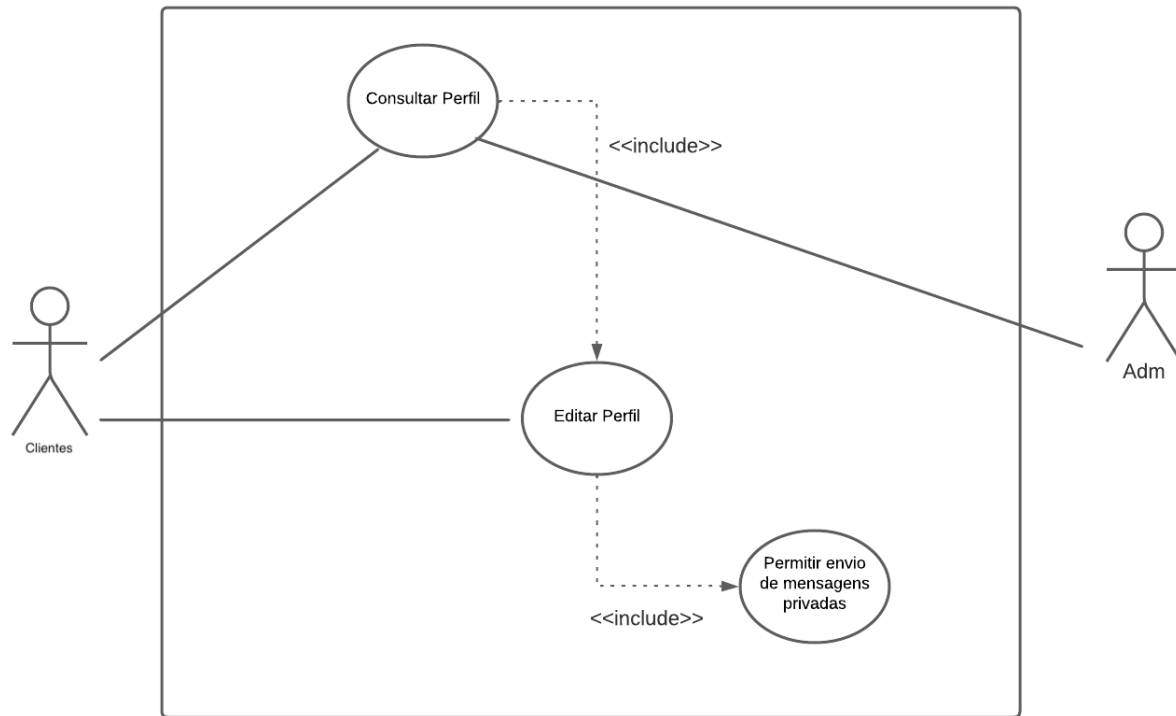 Consultar Perfil
<<include>>
Adm
Editar Perfil
Clientes
Permitir envio
de mensagens
privadas
<<include>>